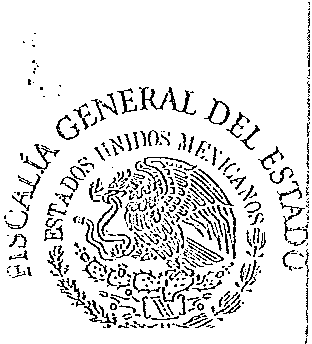 FISCALÍA GENERAL DEL ESTADO
ESTADOS UNIDOS MEXICANOS